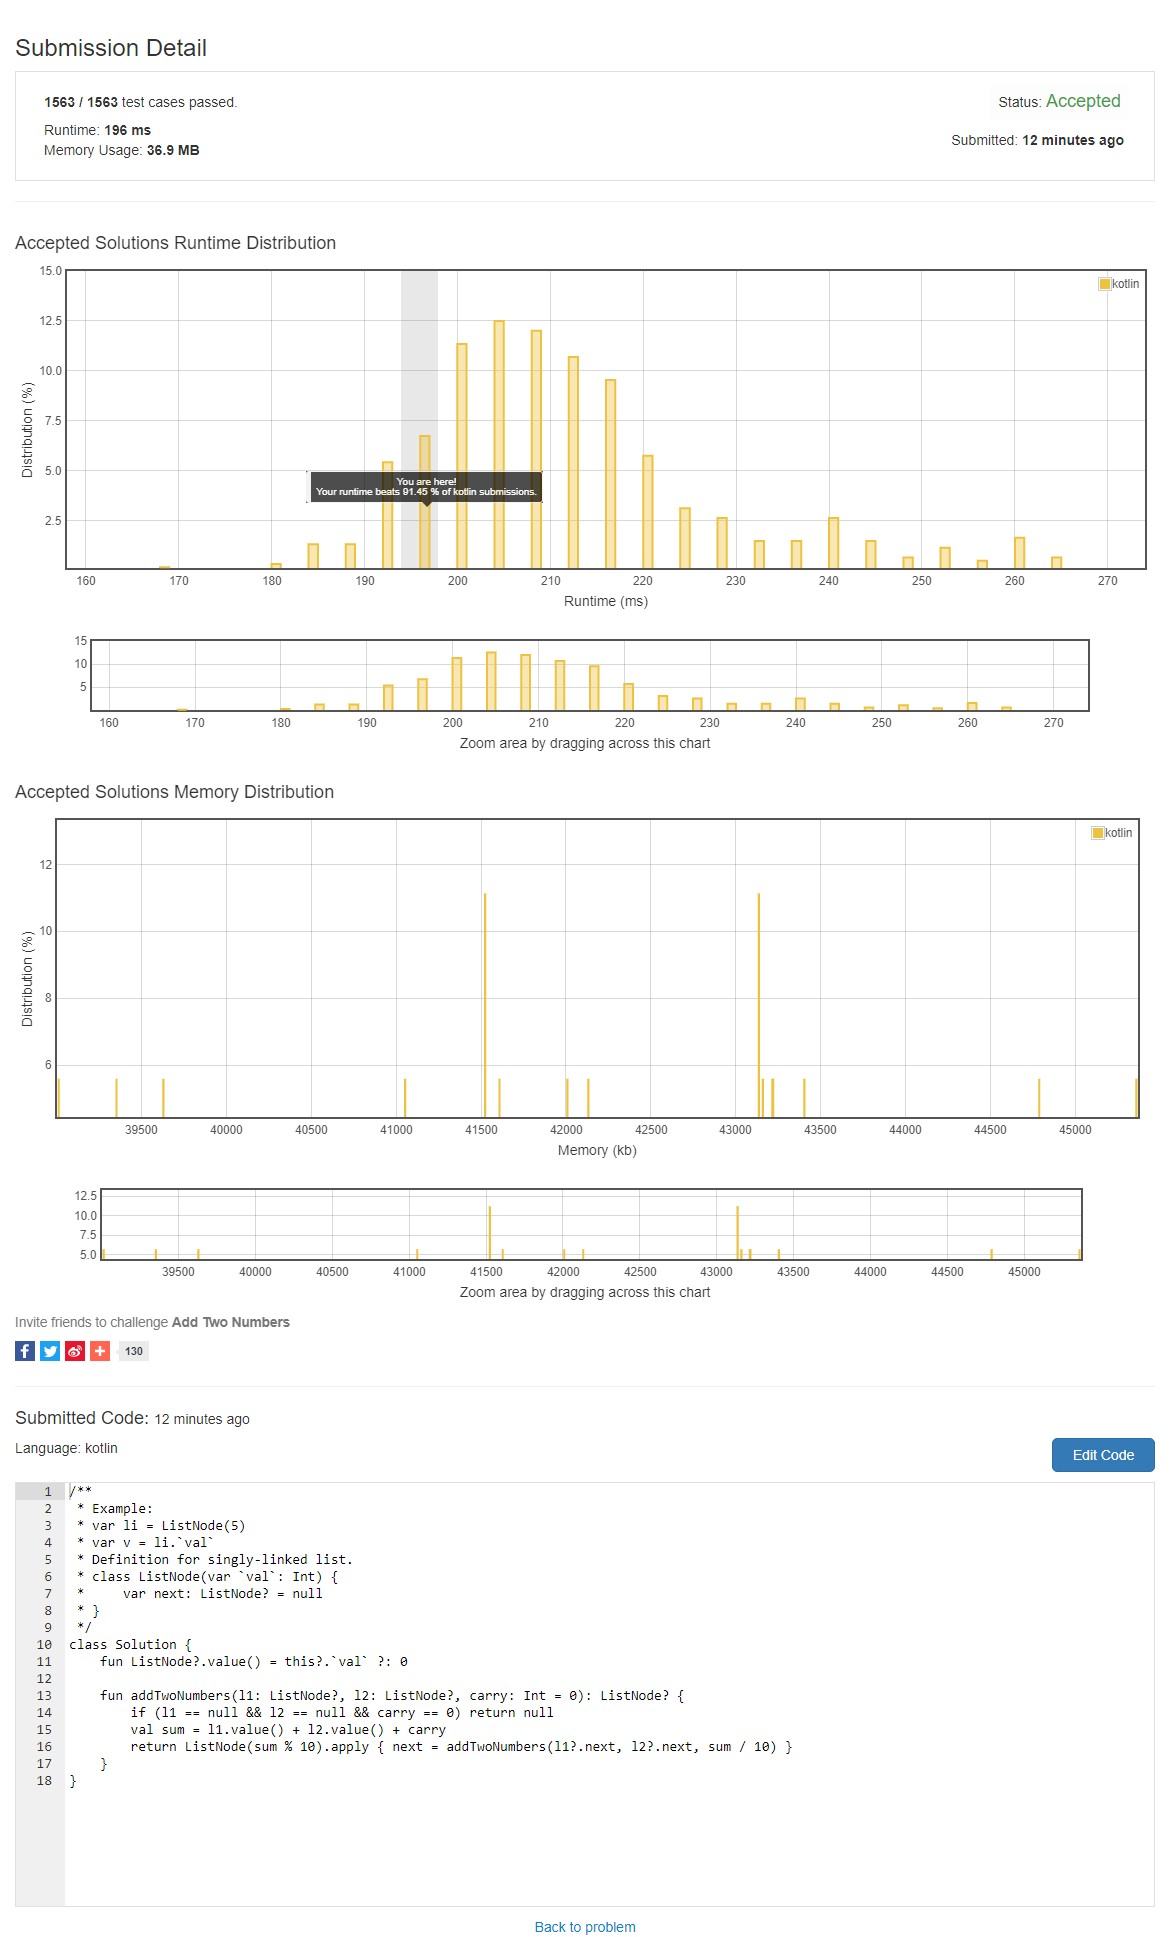 Submission Detail
1563 / 1563 test cases passed.
Status: Accepted
Runtime: 196 ms
Memory Usage: 36.9 MB
Submitted: 12 minutes ago
Accepted Solutions Runtime Distribution
15.0
12.5
10.0
7.5
5.0
2.5
Distribution (%)
kotlin
You are here!
Your runtime beats 91.45 % of kotlin submissions.
160 170 180 190 200 210 220 230 240 250 260 270
Runtime (ms)
15
10
5
160 170 180 190 200 210 220 230 240 250 260 270
Zoom area by dragging across this chart
Accepted Solutions Memory Distribution
kotlin
12
10
8
6
Distribution (%)
39500 40000 40500 41000 41500 42000 42500 43000 43500 44000 44500 45000
Memory (kb)
12.5
10.0
7.5
5.0
39500 40000 40500 41000 41500 42000 42500 43000 43500 44000 44500 45000
Zoom area by dragging across this chart
Invite friends to challenge Add Two Numbers
130
Submitted Code: 12 minutes ago
Language: kotlin
Edit Code
1 /**
2  * Example:
3  * var li = ListNode(5)
4  * var v = li.`val`
5  * Definition for singly-linked list.
6  * class ListNode(var `val`: Int) {
7  *     var next: ListNode? = null
8  * }
9  */
10 class Solution {
11     fun ListNode?.value() = this?.`val` ?: 0
12
13     fun addTwoNumbers(l1: ListNode?, l2: ListNode?, carry: Int = 0): ListNode? {
14         if (l1 == null && l2 == null && carry == 0) return null
15         val sum = l1.value() + l2.value() + carry
16         return ListNode(sum % 10).apply { next = addTwoNumbers(l1?.next, l2?.next, sum / 10) }
17     }
18 }
Back to problem